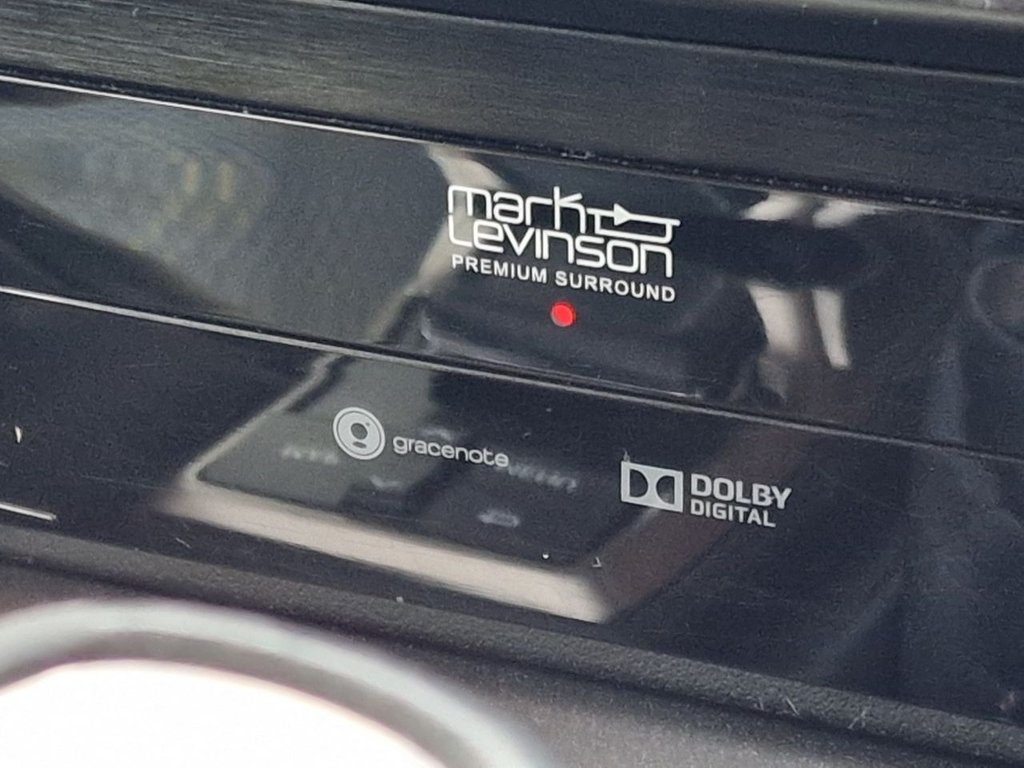 mark
Levinson
PREMIUM SURROUND
gracenote
DOLBY
DIGITAL